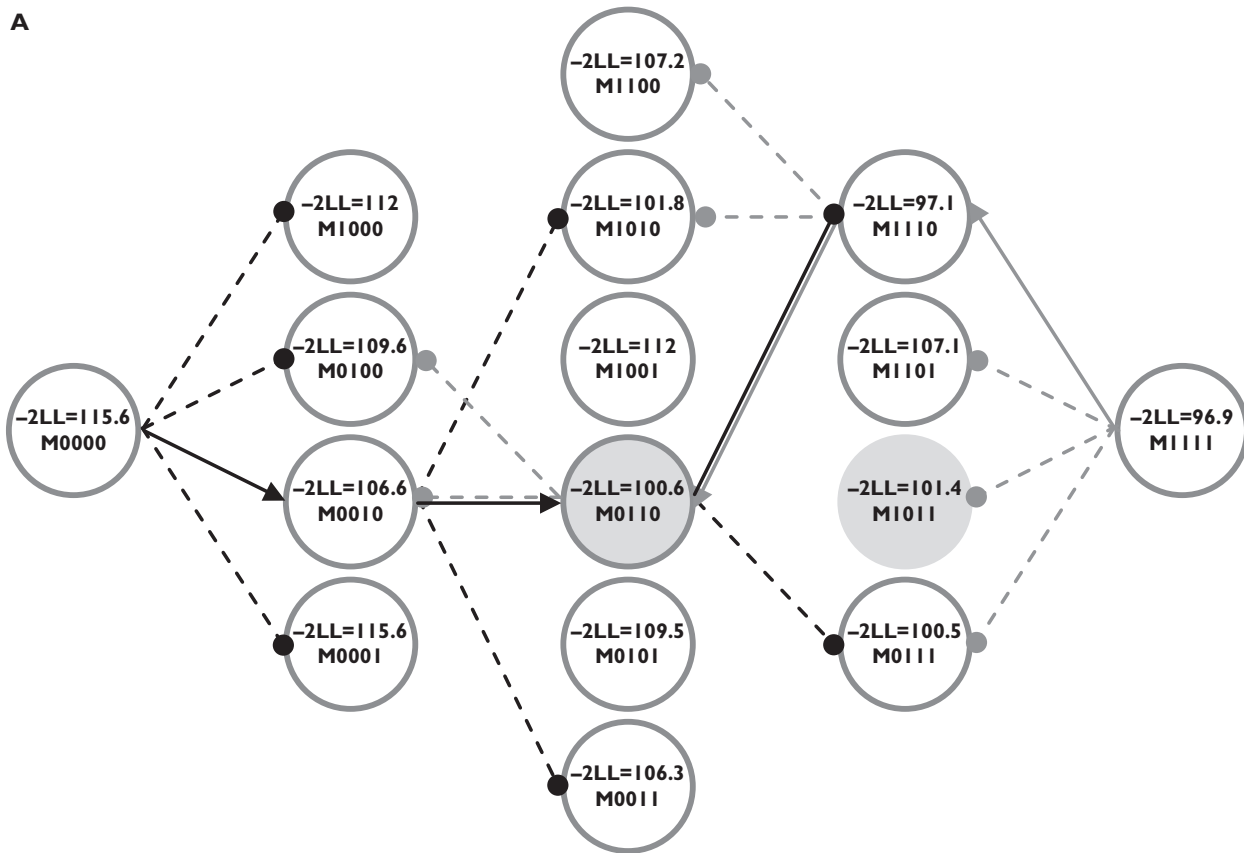 A
–2LL=107.2
M1100
–2LL=112
M1000
–2LL=101.8
M1010
–2LL=97.1
M1110
–2LL=109.6
M0100
–2LL=112
M1001
–2LL=107.1
M1101
–2LL=115.6
M0000
–2LL=96.9
M1111
–2LL=106.6
M0010
–2LL=100.6
M0110
–2LL=101.4
M1011
–2LL=115.6
M0001
–2LL=109.5
M0101
–2LL=100.5
M0111
–2LL=106.3
M0011